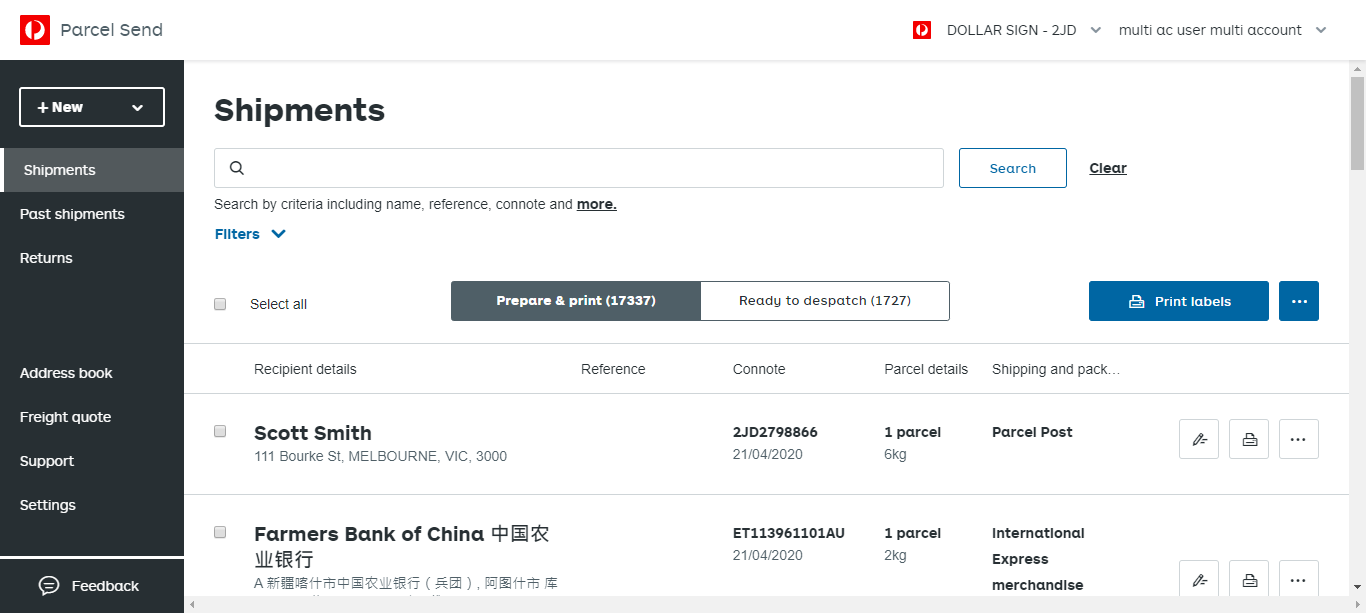 Parcel Send
DOLLAR SIGN - 2JD
multi ac user multi account
+ New
Shipments
Past shipments
Returns
Address book
Freight quote
Support
Settings
Feedback
Shipments
Search
Clear
Search by criteria including name, reference, connote and more.
Filters
Select all
Prepare & print (17337)
Ready to despatch (1727)
Print labels
Recipient details
Reference
Connote
Parcel details
Shipping and pack…
Scott Smith
111 Bourke St, MELBOURNE, VIC, 3000
2JD2798866
21/04/2020
1 parcel
6kg
Parcel Post
Farmers Bank of China 中国农
业银行
A 新疆喀什市中国农业银行（兵团）, 阿图什市 库
ET113961101AU
21/04/2020
1 parcel
2kg
International
Express
merchandise